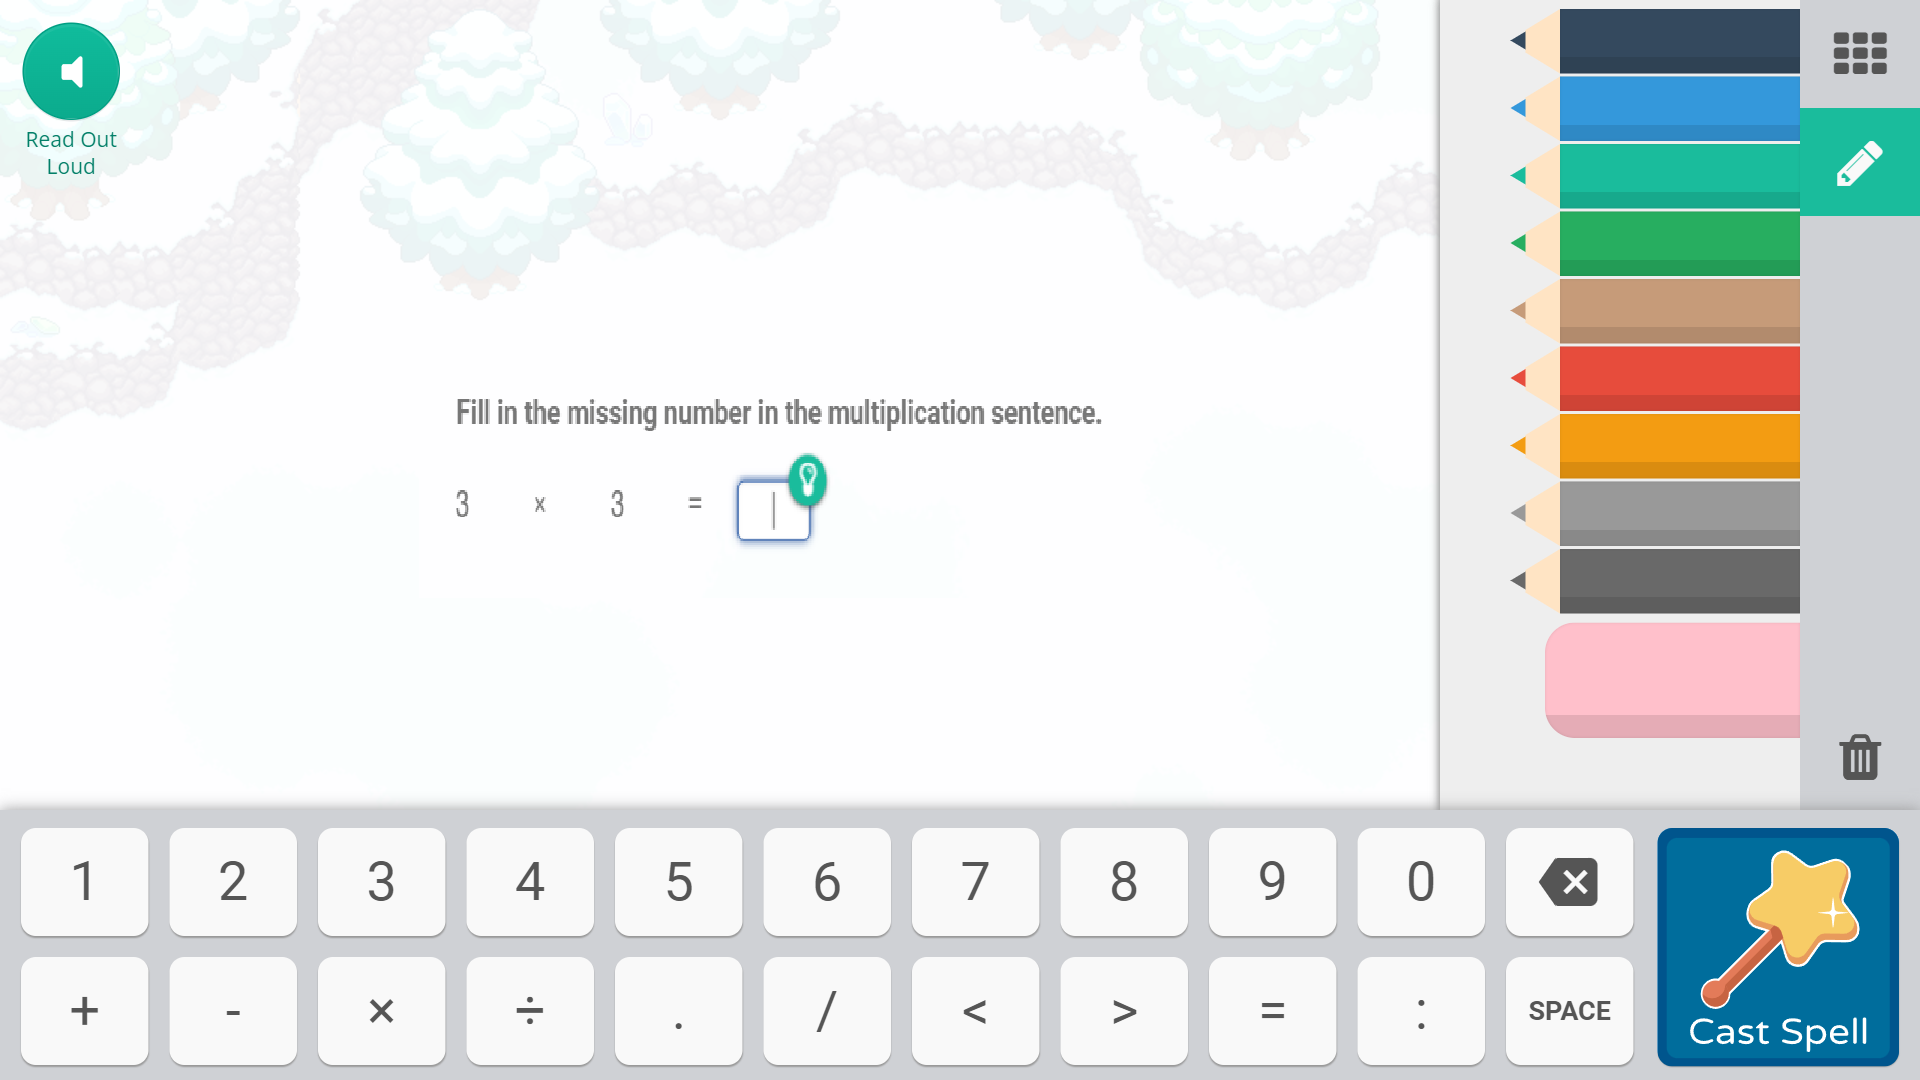 Read Out
Loud
Fill in the missing number in the multiplication sentence.
3 × 3 =
1 2 3 4 5 6 7 8 9 0
+ - × ÷ . / < > = : SPACE
Cast Spell